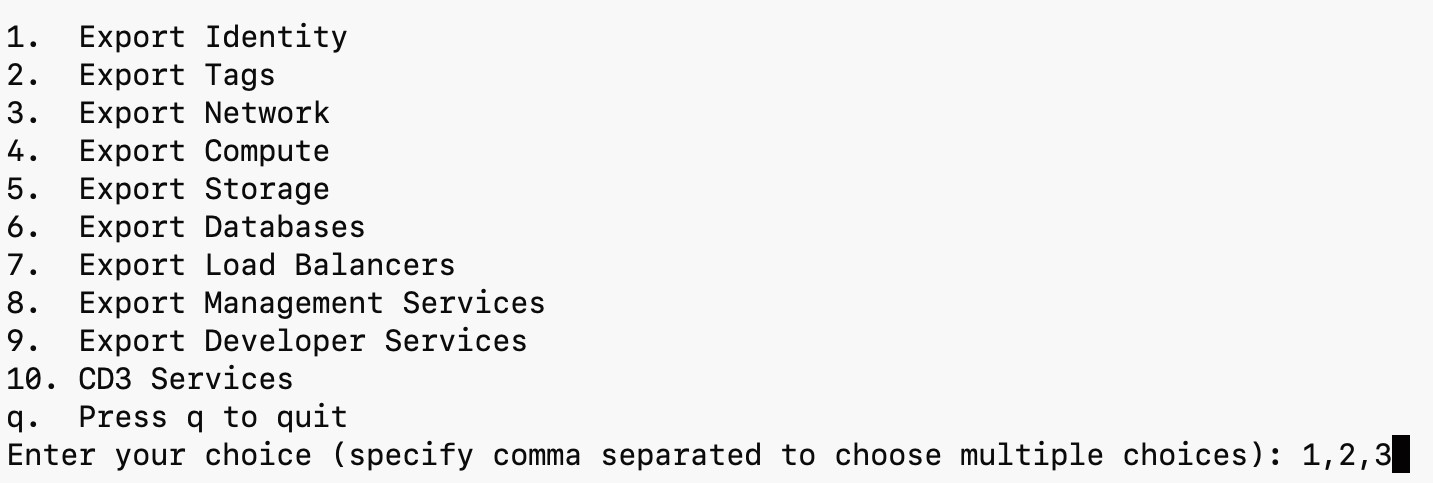 1.  Export Identity
2.  Export Tags
3.  Export Network
4.  Export Compute
5.  Export Storage
6.  Export Databases
7.  Export Load Balancers
8.  Export Management Services
9.  Export Developer Services
10. CD3 Services
q.  Press q to quit
Enter your choice (specify comma separated to choose multiple choices): 1,2,3